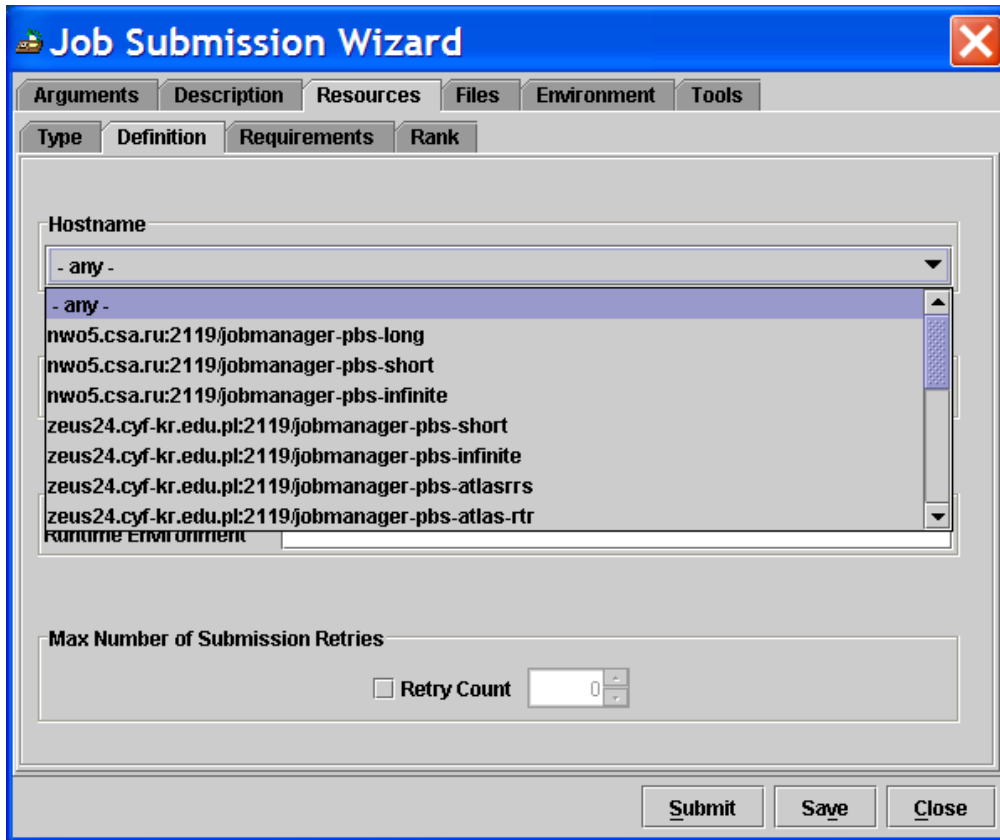 Job Submission Wizard
Arguments Description Resources Files Environment Tools
Type Definition Requirements Rank
Hostname
- any -
- any -
nwo5.csa.ru:2119/jobmanager-pbs-long
nwo5.csa.ru:2119/jobmanager-pbs-short
nwo5.csa.ru:2119/jobmanager-pbs-infinite
zeus24.cyf-kr.edu.pl:2119/jobmanager-pbs-short
zeus24.cyf-kr.edu.pl:2119/jobmanager-pbs-infinite
zeus24.cyf-kr.edu.pl:2119/jobmanager-pbs-atlasrrs
zeus24.cyf-kr.edu.pl:2119/jobmanager-pbs-atlas-rtr
Runtime Environment
Max Number of Submission Retries
Retry Count 0
Submit Save Close